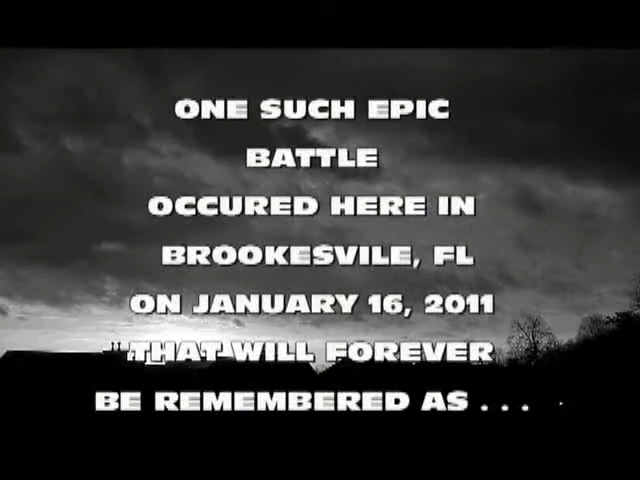 ONE SUCH EPIC
BATTLE
OCCURED HERE IN
BROOKESVILE, FL
ON JANUARY 16, 2011
THAT WILL FOREVER
BE REMEMBERED AS . . .